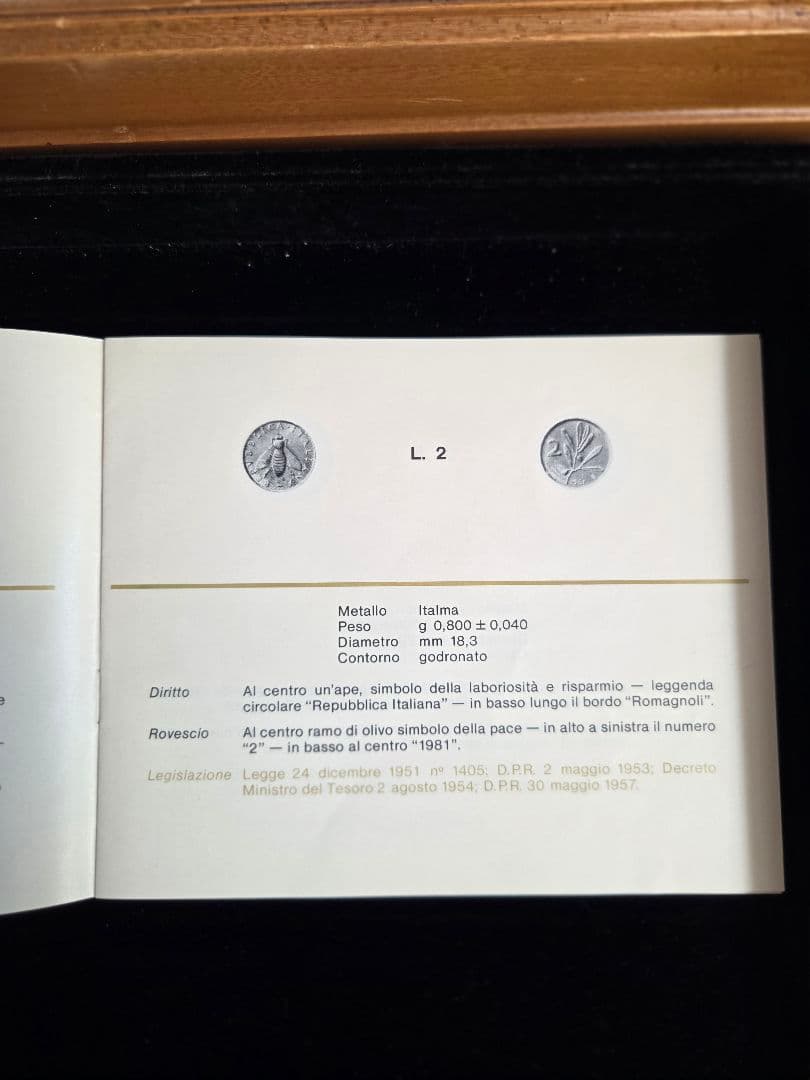 L. 2
Metallo Italma
Peso g 0,800 ± 0,040
Diametro mm 18,3
Contorno godronato
Diritto Al centro un'ape, simbolo della laboriosità e risparmio — leggenda
circolare “Repubblica Italiana” — in basso lungo il bordo “Romagnoli”.
Rovescio Al centro ramo di olivo simbolo della pace — in alto a sinistra il numero
“2” — in basso al centro “1981”.
Legislazione Legge 24 dicembre 1951 nº 1405; D.P.R. 2 maggio 1953; Decreto
Ministro del Tesoro 2 agosto 1954; D.P.R. 30 maggio 1957.